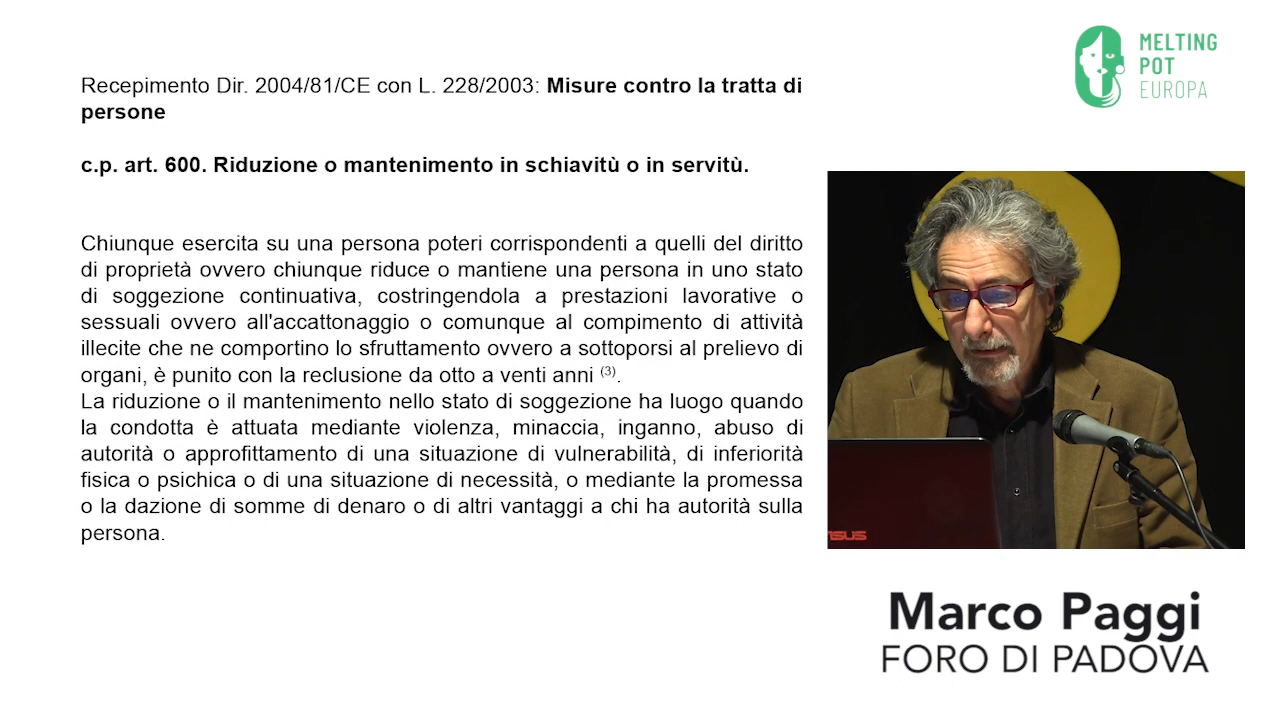 Recepimento Dir. 2004/81/CE con L. 228/2003: Misure contro la tratta di
persone
c.p. art. 600. Riduzione o mantenimento in schiavitù o in servitù.
Chiunque esercita su una persona poteri corrispondenti a quelli del diritto
di proprietà ovvero chiunque riduce o mantiene una persona in uno stato
di soggezione continuativa, costringendola a prestazioni lavorative o
sessuali ovvero all'accattonaggio o comunque al compimento di attività
illecite che ne comportino lo sfruttamento ovvero a sottoporsi al prelievo di
organi, è punito con la reclusione da otto a venti anni (3).
La riduzione o il mantenimento nello stato di soggezione ha luogo quando
la condotta è attuata mediante violenza, minaccia, inganno, abuso di
autorità o approfittamento di una situazione di vulnerabilità, di inferiorità
fisica o psichica o di una situazione di necessità, o mediante la promessa
o la dazione di somme di denaro o di altri vantaggi a chi ha autorità sulla
persona.
MELTING
POT
EUROPA
ASUS
Marco Paggi
FORO DI PADOVA